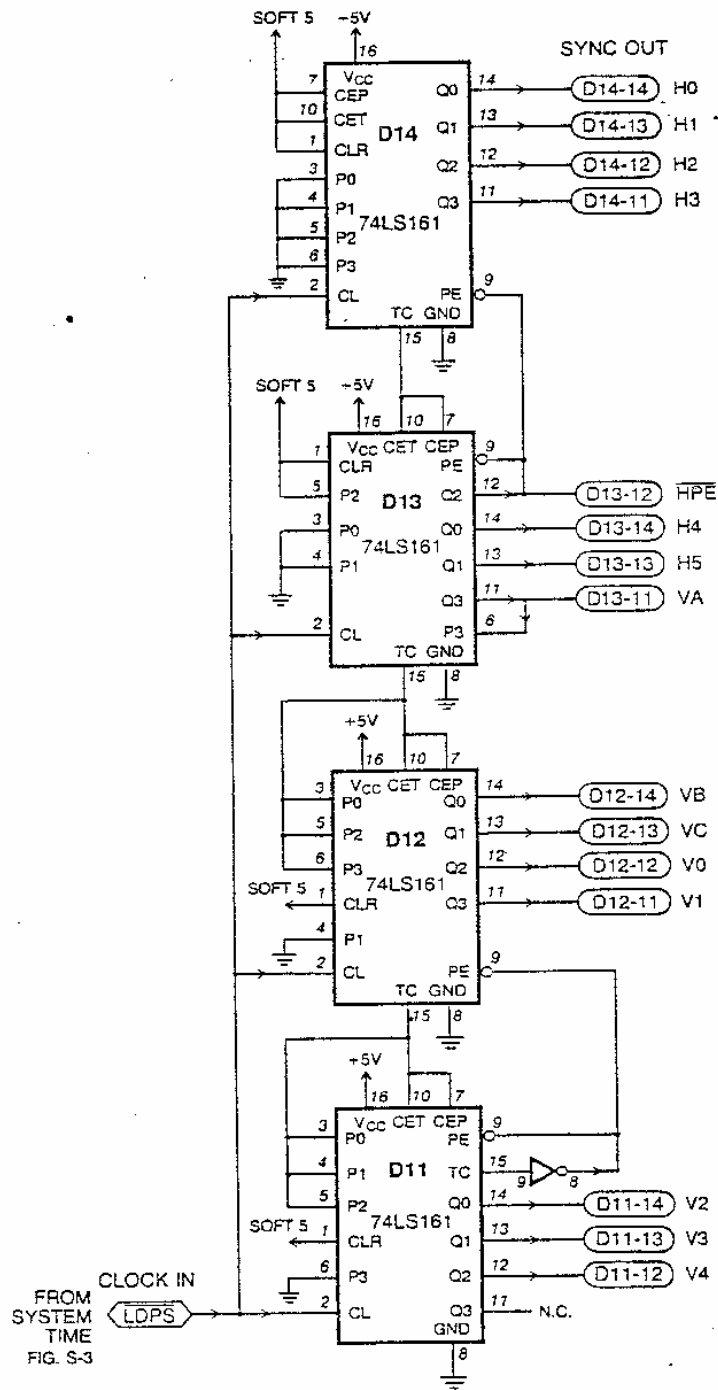 SOFT 5
+5V
SYNC OUT
16
VCC
7 CEP
10 CET
1 CLR
3 P0
4 P1
5 P2
6 P3
2 CL
D14
74LS161
Q0 14 D14-14 H0
Q1 13 D14-13 H1
Q2 12 D14-12 H2
Q3 11 D14-11 H3
PE 9
TC GND
15 8
SOFT 5
+5V
16 10 7
VCC CET CEP
1 CLR
5 P2
3 P0
4 P1
2 CL
D13
74LS161
PE 9
Q2 12 D13-12 HPE
Q0 14 D13-14 H4
Q1 13 D13-13 H5
Q3 11 D13-11 VA
P3 6
TC GND
15 8
+5V
16 10 7
VCC CET CEP
3 P0
5 P2
6 P3
SOFT 5 1 CLR
4 P1
2 CL
D12
74LS161
Q0 14 D12-14 VB
Q1 13 D12-13 VC
Q2 12 D12-12 V0
Q3 11 D12-11 V1
PE 9
TC GND
15 8
+5V
16 10 7
VCC CET CEP
3 P0
4 P1
5 P2
SOFT 5 1 CLR
6 P3
2 CL
D11
74LS161
PE 9
TC 15 9 8
Q0 14 D11-14 V2
Q1 13 D11-13 V3
Q2 12 D11-12 V4
Q3 11 N.C.
GND
8
CLOCK IN
FROM
SYSTEM
TIME
FIG. S-3
LDPS